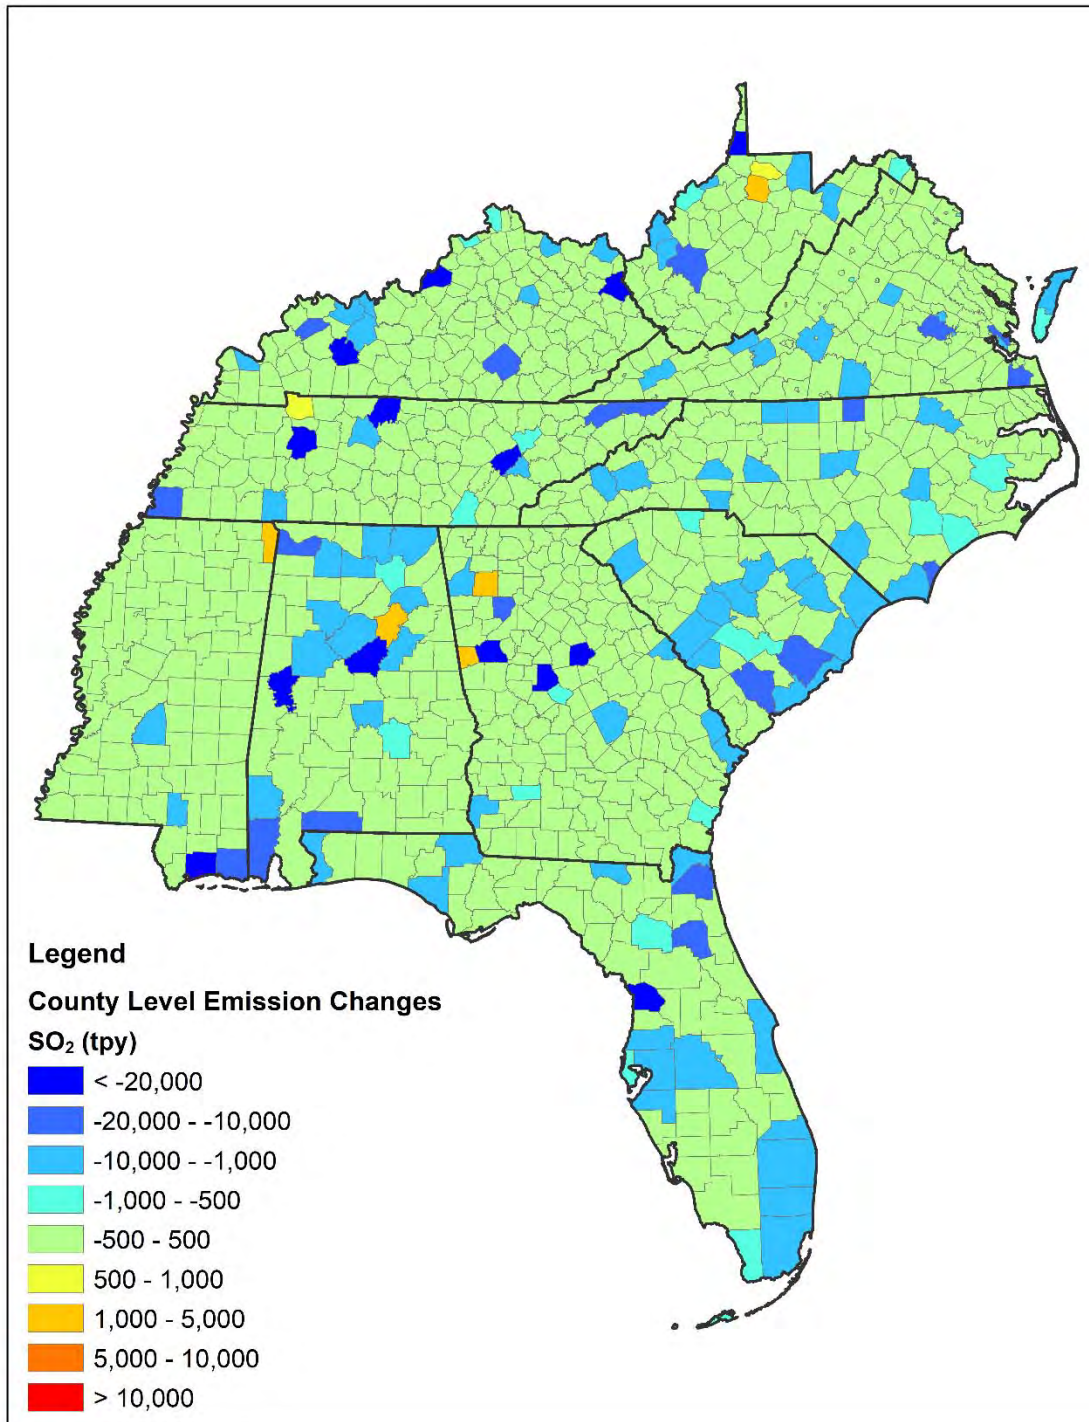 Legend
County Level Emission Changes
SO₂ (tpy)
< -20,000
-20,000 - -10,000
-10,000 - -1,000
-1,000 - -500
-500 - 500
500 - 1,000
1,000 - 5,000
5,000 - 10,000
> 10,000